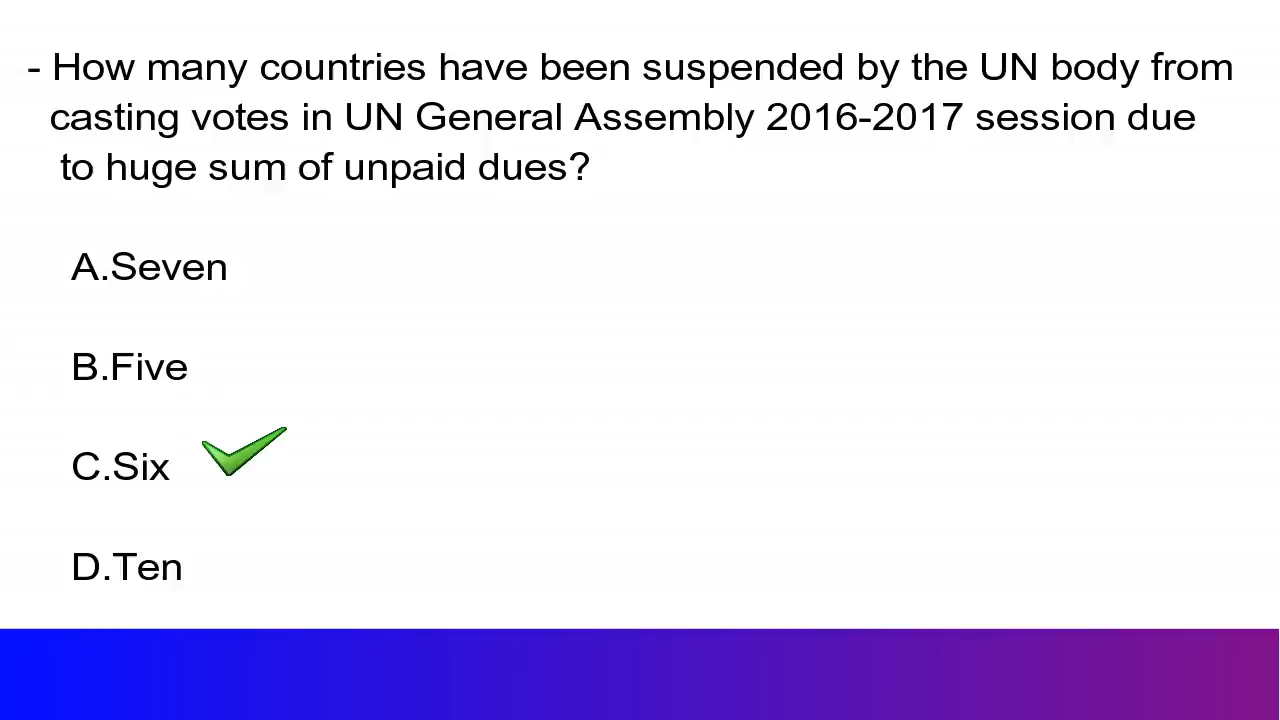 - How many countries have been suspended by the UN body from
casting votes in UN General Assembly 2016-2017 session due
to huge sum of unpaid dues?
A.Seven
B.Five
C.Six
D.Ten